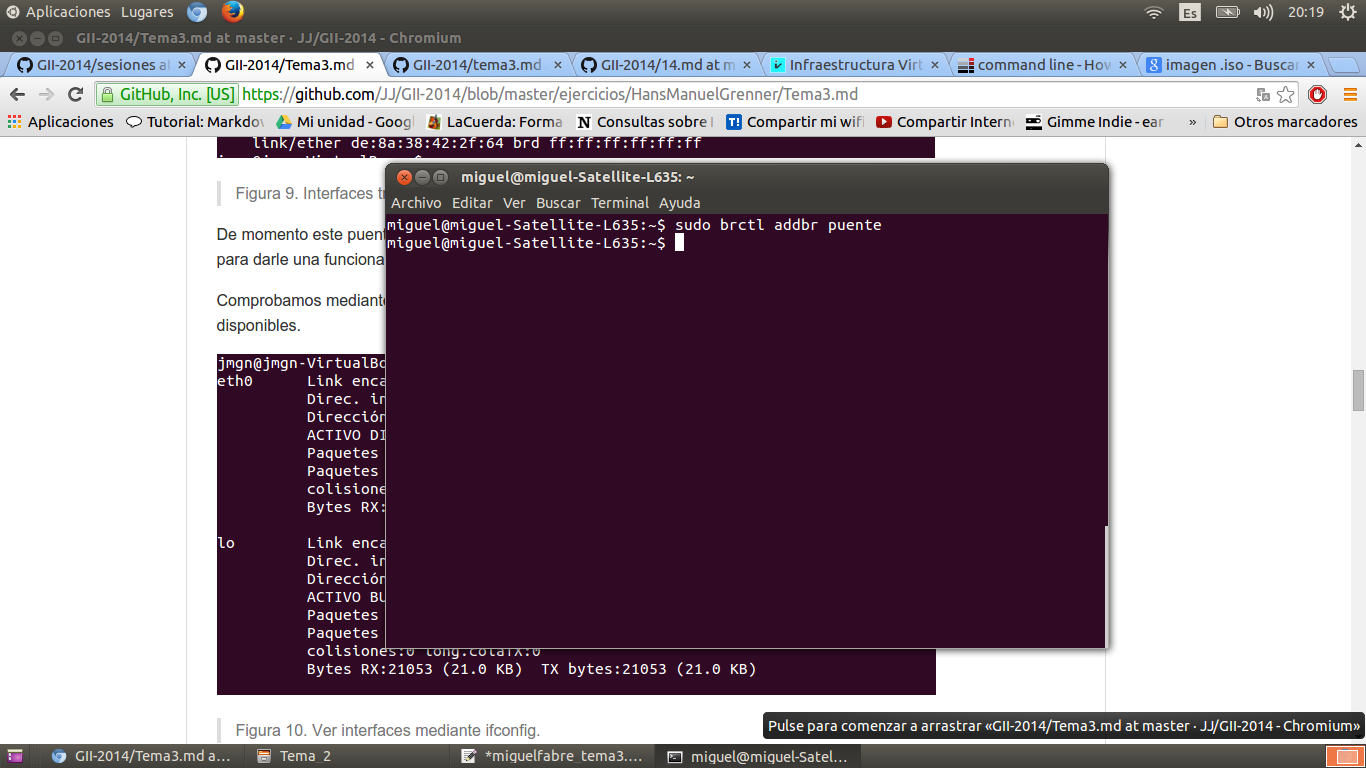 Aplicaciones Lugares Es 20:19
GII-2014/Tema3.md at master · JJ/GII-2014 - Chromium
GII-2014/sesiones a × GII-2014/Tema3.md × GII-2014/tema3.md × GII-2014/14.md at m × Infraestructura Virt × command line - How × imagen .iso - Buscar ×
GitHub, Inc. [US] https://github.com/JJ/GII-2014/blob/master/ejercicios/HansManuelGrenner/Tema3.md
Aplicaciones Tutorial: Markdov Mi unidad - Googl LaCuerda: Forma N Consultas sobre T! Compartir mi wifi Compartir Intern Gimme Indie - ear » Otros marcadores
link/ether de:8a:38:42:2f:64 brd ff:ff:ff:ff:ff:ff
Figura 9. Interfaces
De momento este puen
para darle una funciona
Comprobamos mediante
disponibles.
miguel@miguel-Satellite-L635: ~
Archivo Editar Ver Buscar Terminal Ayuda
miguel@miguel-Satellite-L635:~$ sudo brctl addbr puente
miguel@miguel-Satellite-L635:~$
jmgn@jmgn-VirtualBo
eth0 Link enca
Direc. in
Dirección
ACTIVO DI
Paquetes
Paquetes
colisione
Bytes RX:
lo Link enca
Direc. in
Dirección
ACTIVO BU
Paquetes
Paquetes
colisiones:0 long.colaTX:0
Bytes RX:21053 (21.0 KB) TX bytes:21053 (21.0 KB)
Figura 10. Ver interfaces mediante ifconfig.
Pulse para comenzar a arrastrar «GII-2014/Tema3.md at master · JJ/GII-2014 - Chromium»
GII-2014/Tema3.md a... Tema_2 *miguelfabre_tema3.... miguel@miguel-Satel...